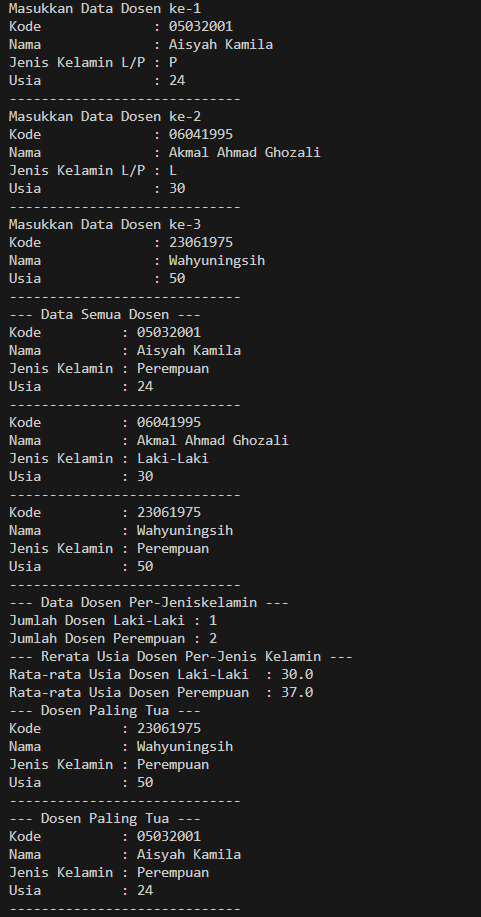 Masukkan Data Dosen ke-1
Kode              : 05032001
Nama              : Aisyah Kamila
Jenis Kelamin L/P : P
Usia              : 24
-----------------------------
Masukkan Data Dosen ke-2
Kode              : 06041995
Nama              : Akmal Ahmad Ghozali
Jenis Kelamin L/P : L
Usia              : 30
-----------------------------
Masukkan Data Dosen ke-3
Kode              : 23061975
Nama              : Wahyuningsih
Usia              : 50
-----------------------------
--- Data Semua Dosen ---
Kode          : 05032001
Nama          : Aisyah Kamila
Jenis Kelamin : Perempuan
Usia          : 24
-----------------------------
Kode          : 06041995
Nama          : Akmal Ahmad Ghozali
Jenis Kelamin : Laki-Laki
Usia          : 30
-----------------------------
Kode          : 23061975
Nama          : Wahyuningsih
Jenis Kelamin : Perempuan
Usia          : 50
-----------------------------
--- Data Dosen Per-Jeniskelamin ---
Jumlah Dosen Laki-Laki : 1
Jumlah Dosen Perempuan : 2
--- Rerata Usia Dosen Per-Jenis Kelamin ---
Rata-rata Usia Dosen Laki-Laki  : 30.0
Rata-rata Usia Dosen Perempuan  : 37.0
--- Dosen Paling Tua ---
Kode          : 23061975
Nama          : Wahyuningsih
Jenis Kelamin : Perempuan
Usia          : 50
-----------------------------
--- Dosen Paling Tua ---
Kode          : 05032001
Nama          : Aisyah Kamila
Jenis Kelamin : Perempuan
Usia          : 24
-----------------------------